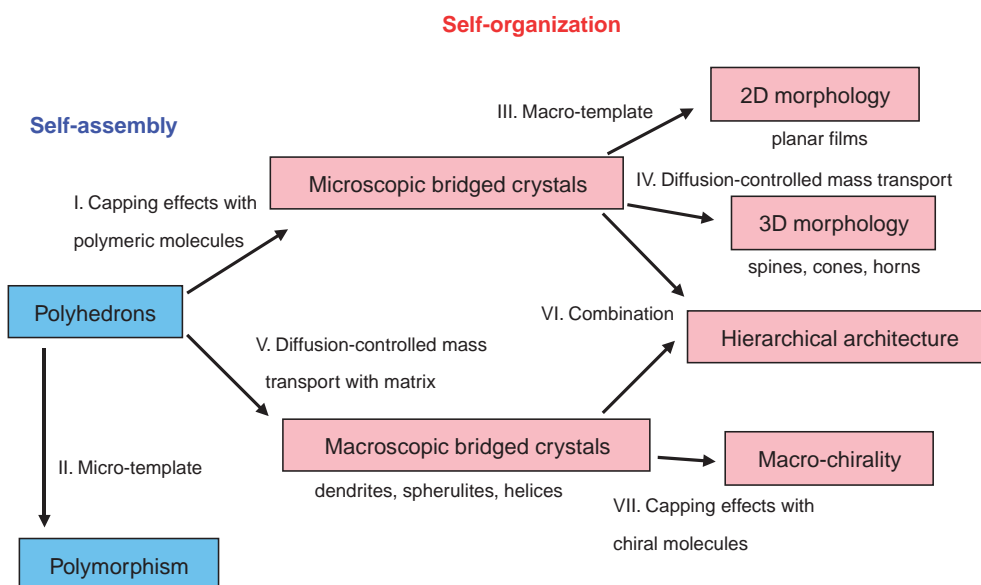 Self-organization
2D morphology
III. Macro-template
planar films
Self-assembly
Microscopic bridged crystals
IV. Diffusion-controlled mass transport
3D morphology
spines, cones, horns
I. Capping effects with
polymeric molecules
Polyhedrons
VI. Combination
Hierarchical architecture
V. Diffusion-controlled mass
transport with matrix
Macroscopic bridged crystals
dendrites, spherulites, helices
Macro-chirality
II. Micro-template
VII. Capping effects with
chiral molecules
Polymorphism